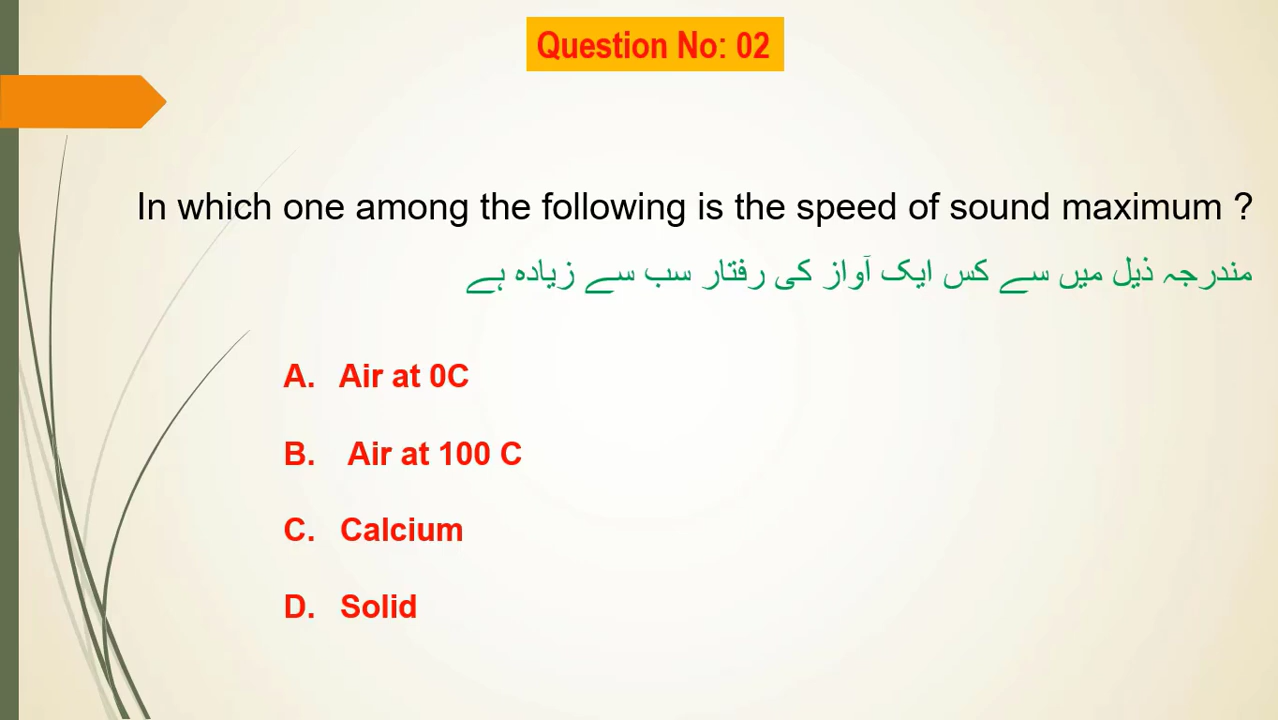 Question No: 02
In which one among the following is the speed of sound maximum ?
مندرجہ ذیل میں سے کس ایک آواز کی رفتار سب سے زیادہ ہے
A. Air at 0C
B. Air at 100 C
C. Calcium
D. Solid